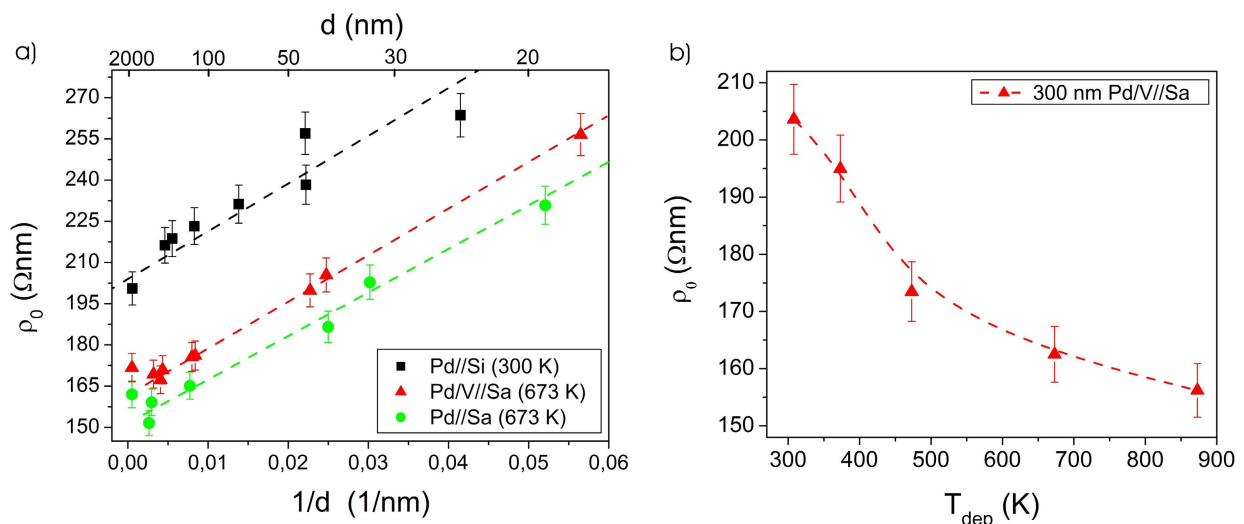 a)
d (nm)
2000 100 50 30 20
270
255
240
225
210
195
180
165
150
ρ₀ (Ωnm)
Pd//Si (300 K)
Pd/V//Sa (673 K)
Pd//Sa (673 K)
0,00 0,01 0,02 0,03 0,04 0,05 0,06
1/d (1/nm)
b)
210
200
190
180
170
160
150
ρ₀ (Ωnm)
300 nm Pd/V//Sa
300 400 500 600 700 800 900
T_dep (K)